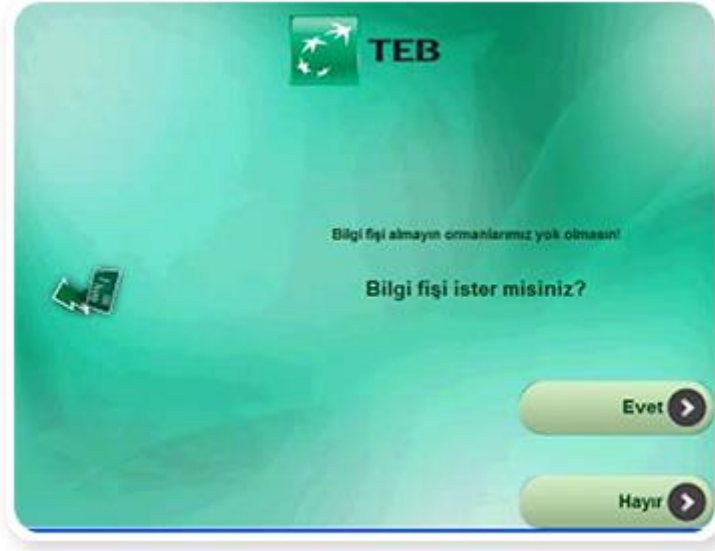 TEB
Bilgi fişi almayın ormanlarımız yok olmasın!
Bilgi fişi ister misiniz?
Evet
Hayır